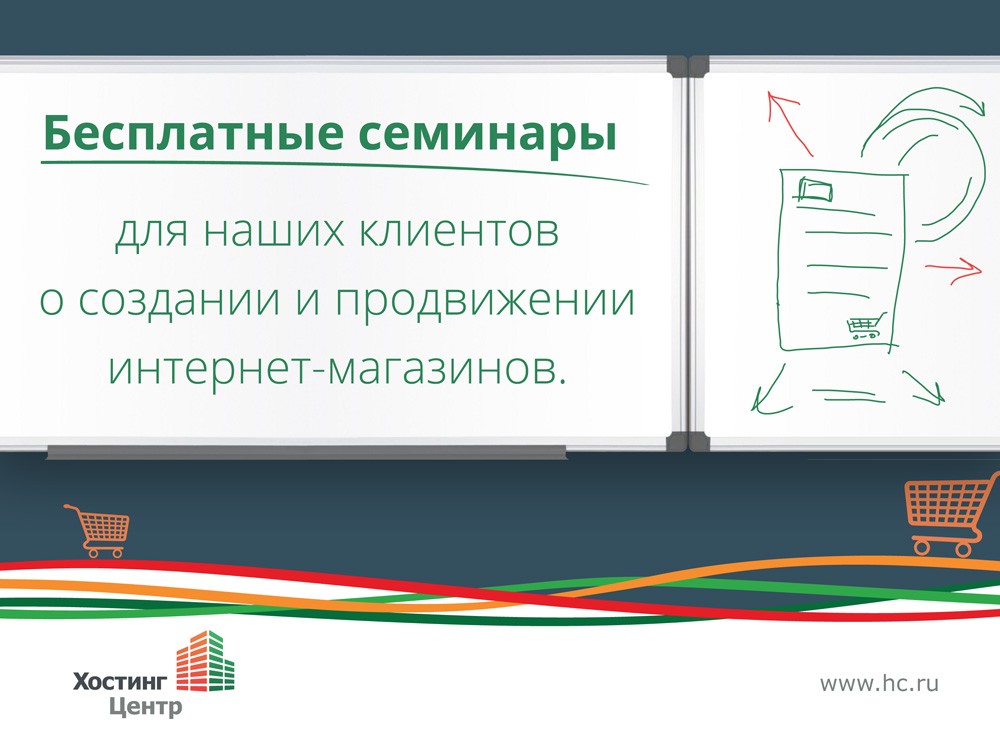 Бесплатные семинары
для наших клиентов
о создании и продвижении
интернет-магазинов.
Хостинг
Центр
www.hc.ru